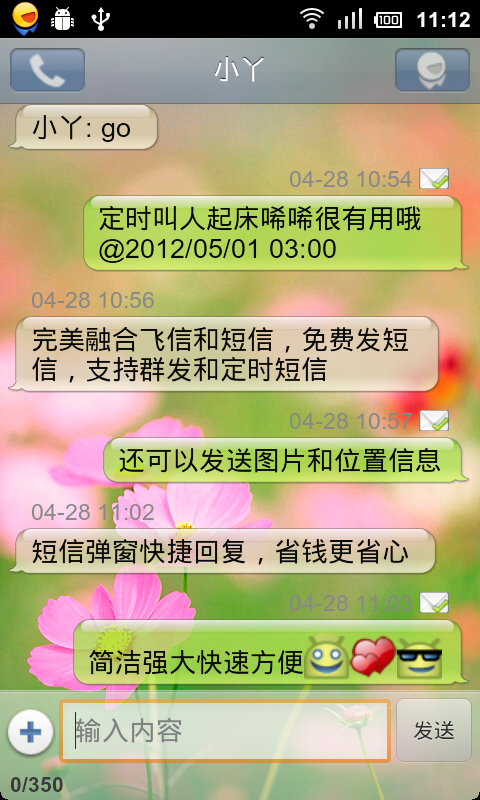 100 11:12
小丫
小丫: go
04-28 10:54
定时叫人起床唏唏很有用哦
@2012/05/01 03:00
04-28 10:56
完美融合飞信和短信，免费发短
信，支持群发和定时短信
04-28 10:57
还可以发送图片和位置信息
04-28 11:02
短信弹窗快捷回复，省钱更省心
04-28 11:03
简洁强大快速方便
输入内容
发送
0/350